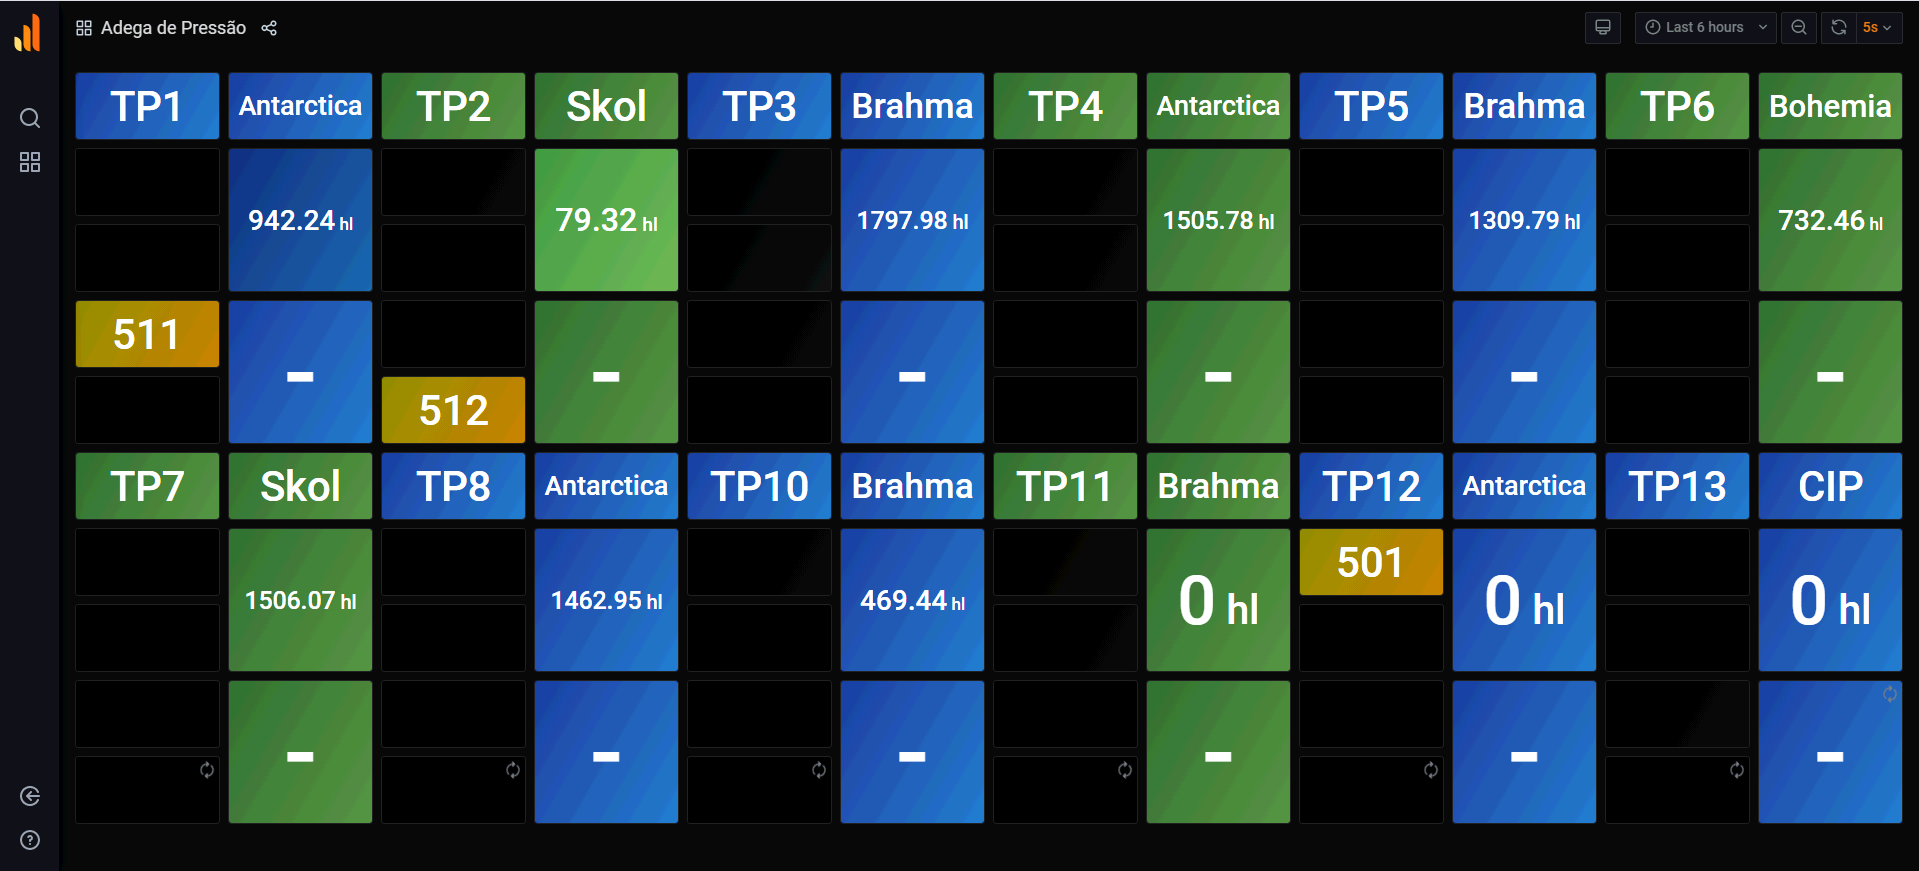 Adega de Pressão
Last 6 hours
5s
TP1 Antarctica TP2 Skol TP3 Brahma TP4 Antarctica TP5 Brahma TP6 Bohemia
942.24 hl 79.32 hl 1797.98 hl 1505.78 hl 1309.79 hl 732.46 hl
511 - - - - - -
512
TP7 Skol TP8 Antarctica TP10 Brahma TP11 Brahma TP12 Antarctica TP13 CIP
501
1506.07 hl 1462.95 hl 469.44 hl 0 hl 0 hl 0 hl
- - - - - -